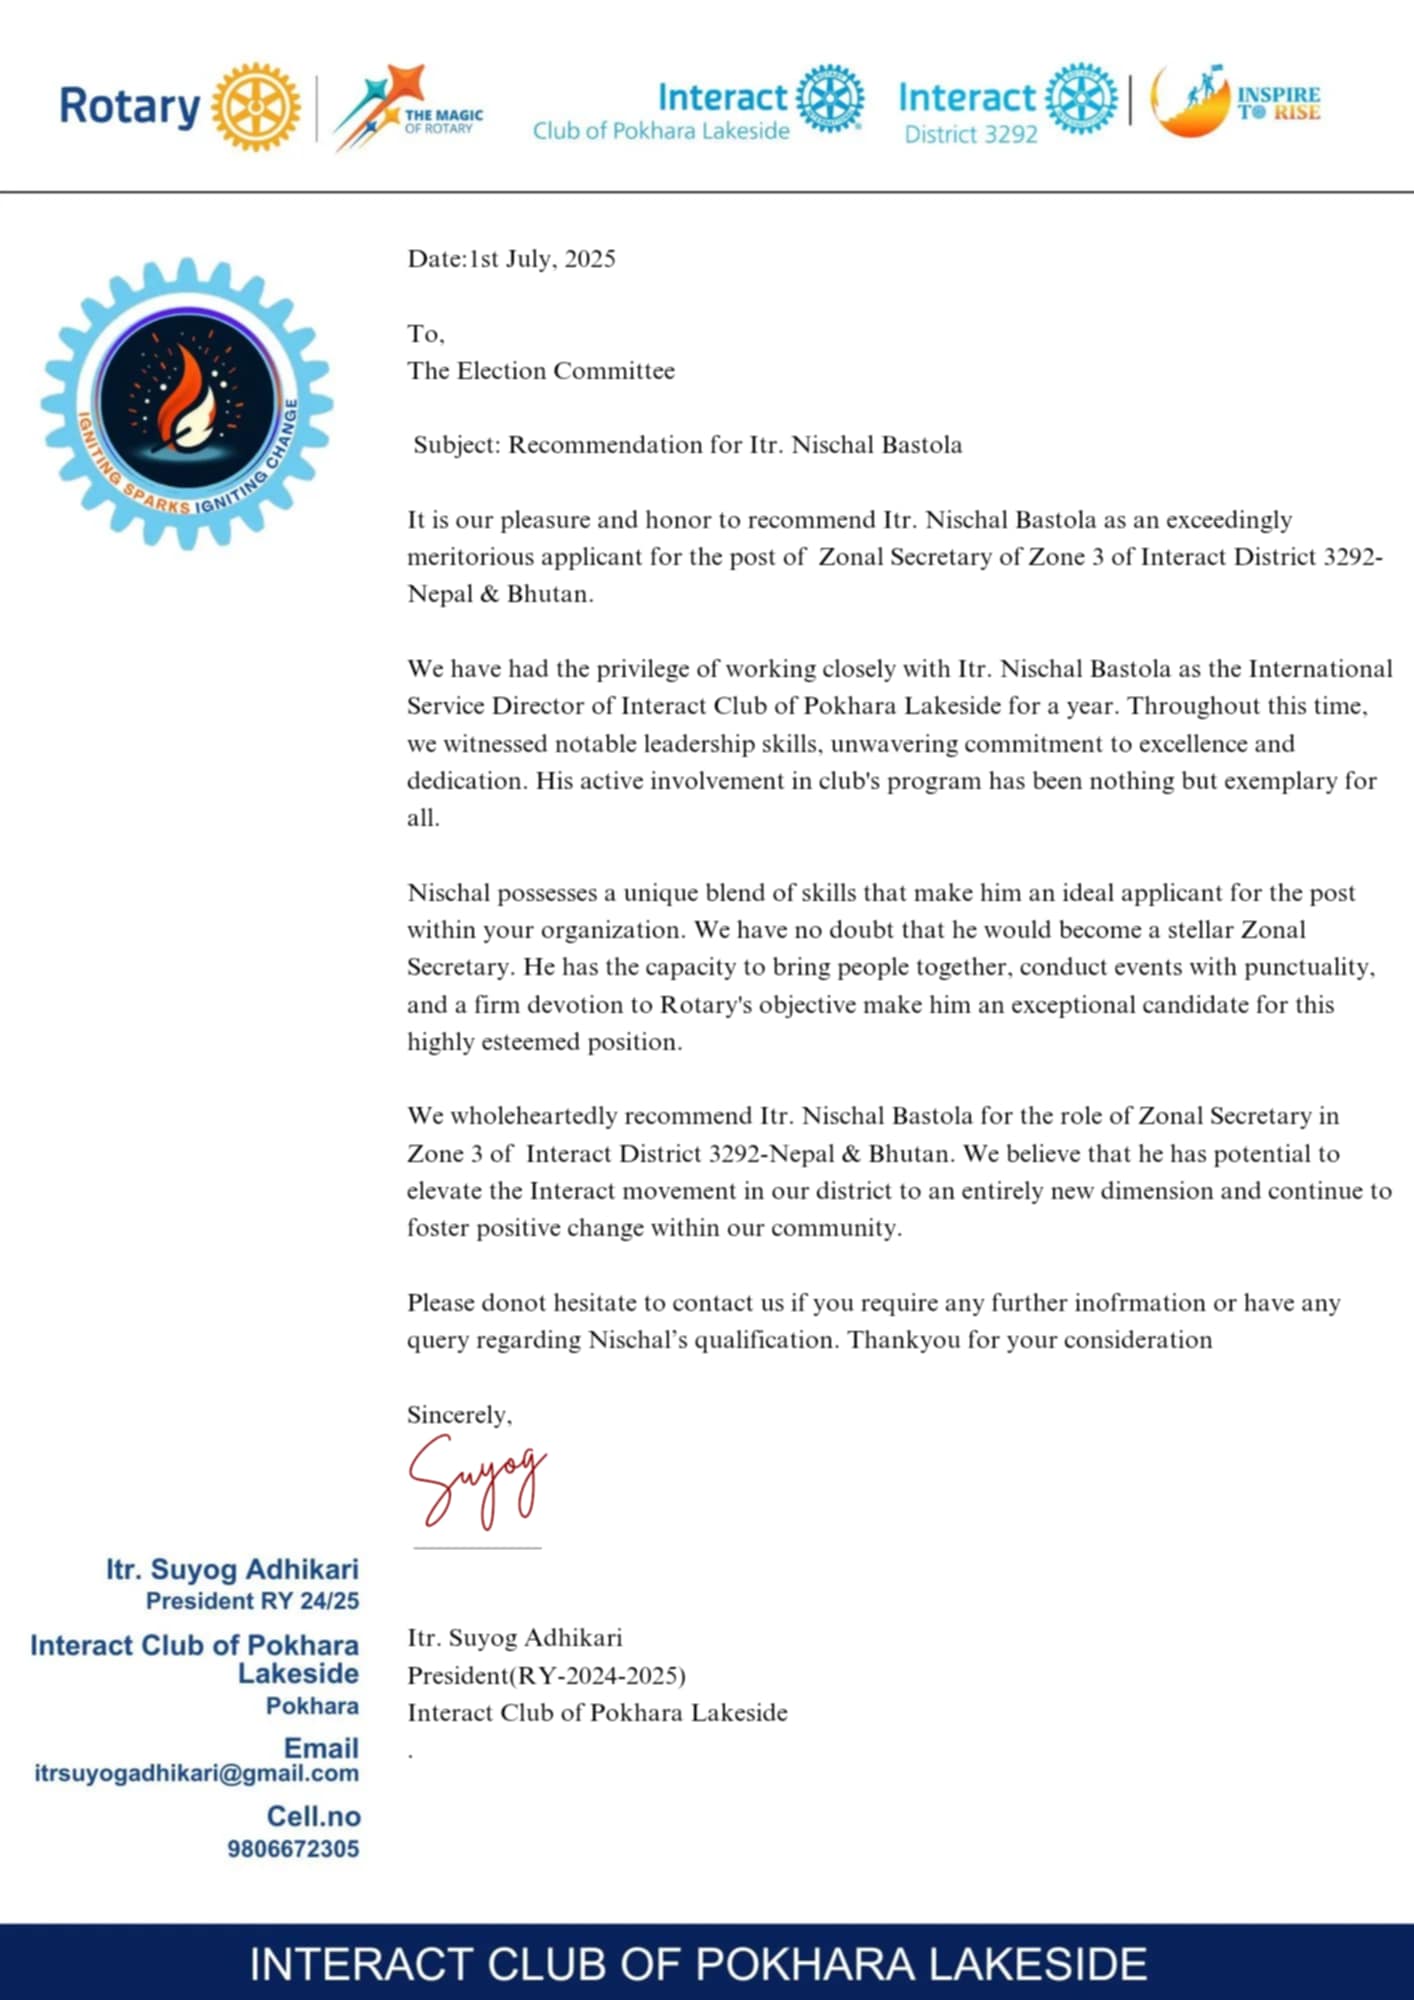 Rotary
THE MAGIC
OF ROTARY
Interact
Club of Pokhara Lakeside
Interact
District 3292
INSPIRE
TO RISE
IGNITING SPARKS IGNITING CHANGE
Date:1st July, 2025
To,
The Election Committee
Subject: Recommendation for Itr. Nischal Bastola
It is our pleasure and honor to recommend Itr. Nischal Bastola as an exceedingly
meritorious applicant for the post of Zonal Secretary of Zone 3 of Interact District 3292-
Nepal & Bhutan.
We have had the privilege of working closely with Itr. Nischal Bastola as the International
Service Director of Interact Club of Pokhara Lakeside for a year. Throughout this time,
we witnessed notable leadership skills, unwavering commitment to excellence and
dedication. His active involvement in club's program has been nothing but exemplary for
all.
Nischal possesses a unique blend of skills that make him an ideal applicant for the post
within your organization. We have no doubt that he would become a stellar Zonal
Secretary. He has the capacity to bring people together, conduct events with punctuality,
and a firm devotion to Rotary's objective make him an exceptional candidate for this
highly esteemed position.
We wholeheartedly recommend Itr. Nischal Bastola for the role of Zonal Secretary in
Zone 3 of Interact District 3292-Nepal & Bhutan. We believe that he has potential to
elevate the Interact movement in our district to an entirely new dimension and continue to
foster positive change within our community.
Please donot hesitate to contact us if you require any further inofrmation or have any
query regarding Nischal’s qualification. Thankyou for your consideration
Sincerely,
Suyog
Itr. Suyog Adhikari
President(RY-2024-2025)
Interact Club of Pokhara Lakeside
.
Itr. Suyog Adhikari
President RY 24/25
Interact Club of Pokhara
Lakeside
Pokhara
Email
itrsuyogadhikari@gmail.com
Cell.no
9806672305
INTERACT CLUB OF POKHARA LAKESIDE